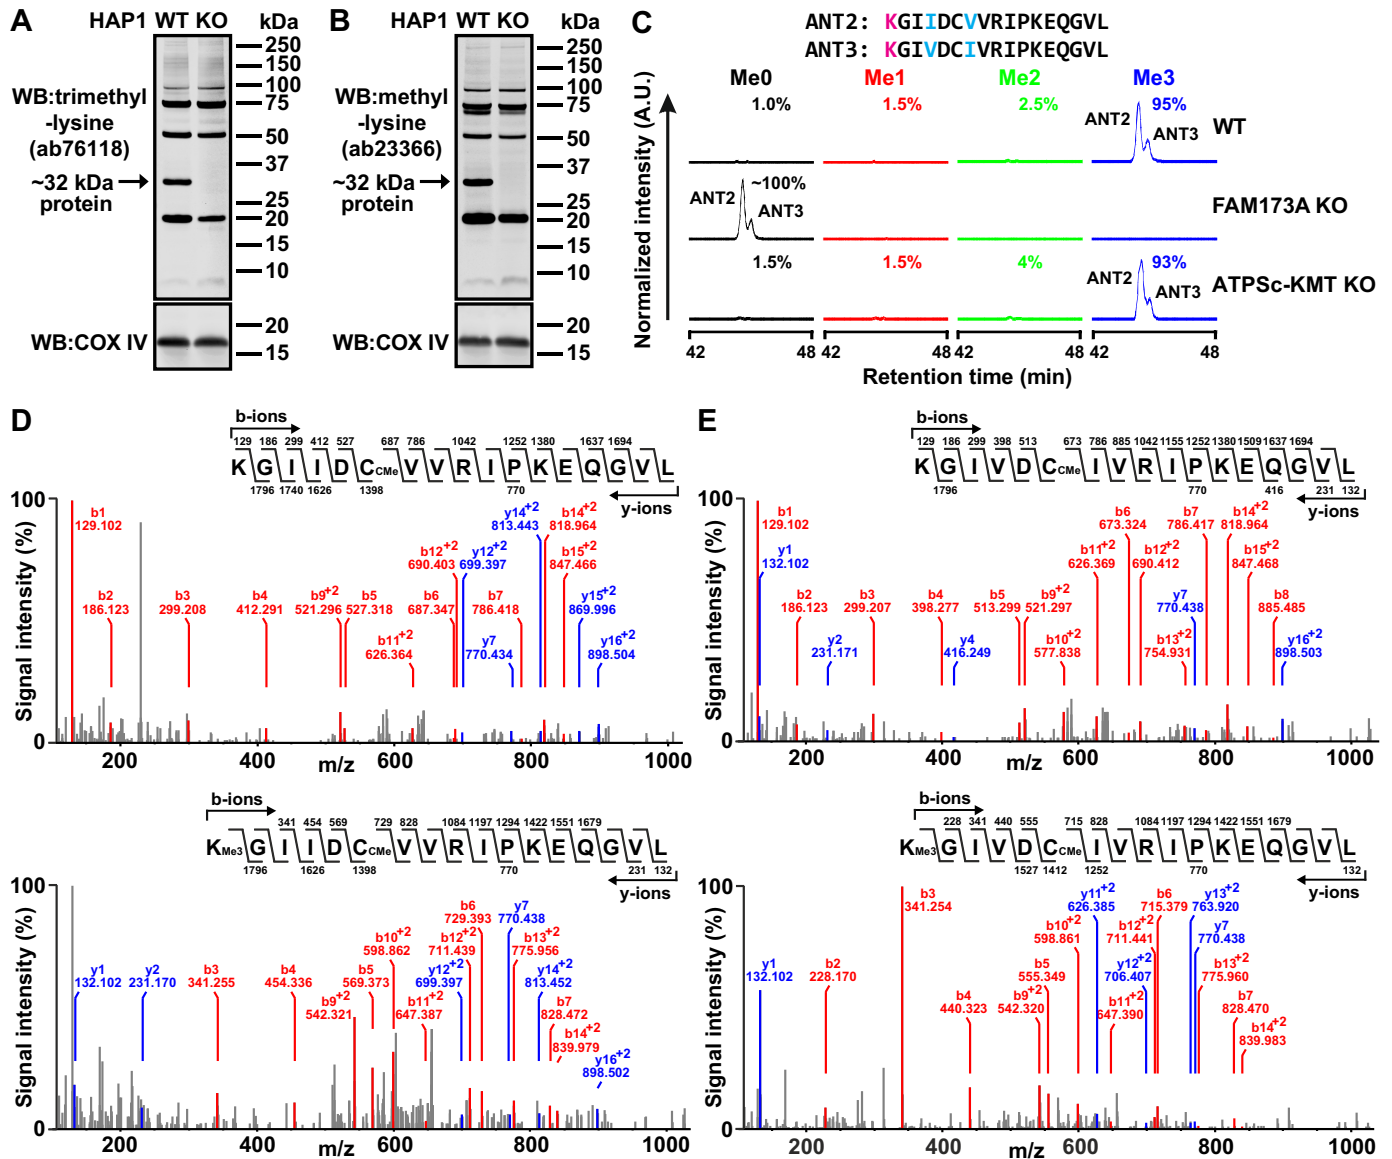 A
HAP1 WT KO kDa
250
150
100
75
50
37
25
20
15
10
WB:trimethyl
-lysine
(ab76118)
~32 kDa
protein
20
15
WB:COX IV
B
HAP1 WT KO kDa
250
150
100
75
50
37
25
20
15
10
WB:methyl
-lysine
(ab23366)
~32 kDa
protein
20
15
WB:COX IV
C
ANT2: KGIIDCVVRIPKEQGVL
ANT3: KGIVDCIVRIPKEQGVL
Normalized intensity (A.U.)
Me0 Me1 Me2 Me3
1.0% 1.5% 2.5% 95%
ANT2 ANT3 WT
~100%
ANT2 ANT3 FAM173A KO
1.5% 1.5% 4% 93%
ANT2 ANT3 ATPSc-KMT KO
42 48 42 48 42 48 42 48
Retention time (min)
D
b-ions
129 186 299 412 527 687 786 1042 1252 1380 1637 1694
K G I I D C CMe V V R I P K E Q G V L
1796 1740 1626 1398 770
y-ions
Signal intensity (%)
100
0
b1
129.102
b2
186.123
b3
299.208
b4
412.291
b9+2
521.296
b5
527.318
b11+2
626.364
b6
687.347
b12+2
690.403
y12+2
699.397
y7
770.434
b7
786.418
y14+2
813.443
b14+2
818.964
b15+2
847.466
y15+2
869.996
y16+2
898.504
200 400 600 800 1000
m/z
b-ions
341 454 569 729 828 1084 1197 1294 1422 1551 1679
K Me3 G I I D C CMe V V R I P K E Q G V L
1796 1626 1398 770 231 132
y-ions
Signal intensity (%)
100
0
y1
132.102
y2
231.170
b3
341.255
b4
454.336
b9+2
542.321
b5
569.373
b10+2
598.862
b11+2
647.387
y12+2
699.397
b12+2
711.439
b6
729.393
y7
770.438
b13+2
775.956
y14+2
813.452
b7
828.472
b14+2
839.979
y16+2
898.502
200 400 600 800 1000
m/z
E
b-ions
129 186 299 398 513 673 786 885 1042 1155 1252 1380 1509 1637 1694
K G I V D C CMe I V R I P K E Q G V L
1796 770 416 231 132
y-ions
Signal intensity (%)
100
0
b1
129.102
y1
132.102
b2
186.123
y2
231.171
b3
299.207
b4
398.277
y4
416.249
b5
513.299
b9+2
521.297
b10+2
577.838
b11+2
626.369
b6
673.324
b12+2
690.412
b13+2
754.931
y7
770.438
b7
786.417
b14+2
818.964
b15+2
847.468
b8
885.485
y16+2
898.503
200 400 600 800 1000
m/z
b-ions
228 341 440 555 715 828 1084 1197 1294 1422 1551 1679
K Me3 G I V D C CMe I V R I P K E Q G V L
1527 1412 1252 770 132
y-ions
Signal intensity (%)
100
0
y1
132.102
b2
228.170
b3
341.254
b4
440.323
b9+2
542.320
b5
555.349
b10+2
598.861
y11+2
626.385
b11+2
647.390
y12+2
706.407
b12+2
711.441
b6
715.379
y13+2
763.920
y7
770.438
b13+2
775.960
b7
828.470
b14+2
839.983
200 400 600 800 1000
m/z